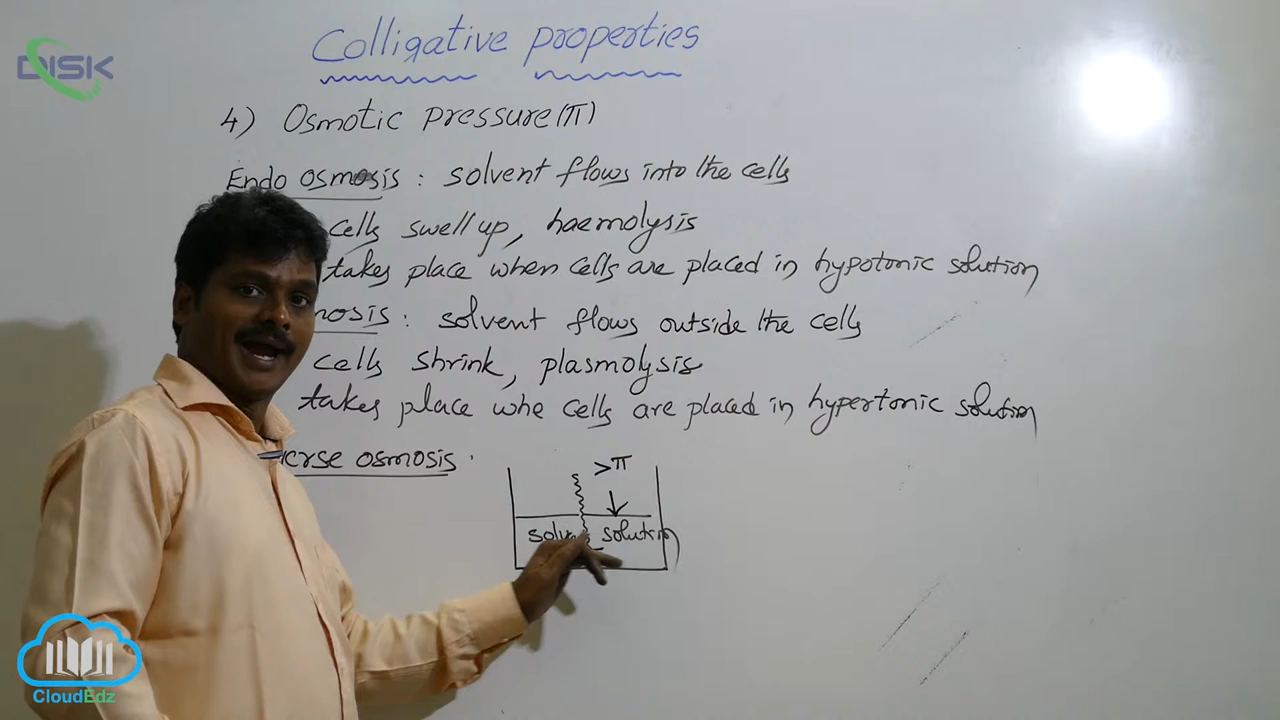 DISK
Colligative properties
4) Osmotic Pressure(π)
Endo osmosis : solvent flows into the cells
cells swell up, haemolysis
takes place when cells are placed in hypotonic solution
mosis : solvent flows outside the cells
cells shrink, plasmolysis
takes place whe cells are placed in hypertonic solution
erse osmosis .
>π
↓
solution
CloudEdz